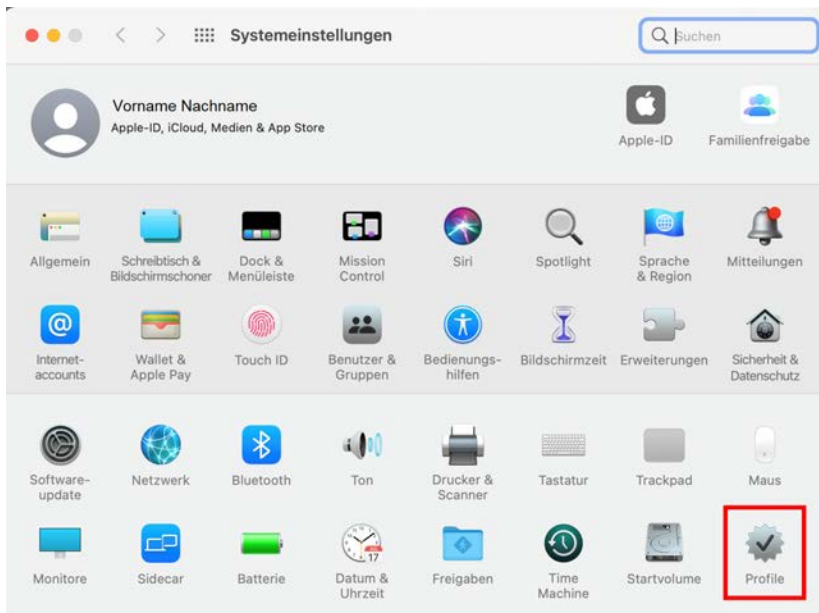 Systemeinstellungen
Suchen
Vorname Nachname
Apple-ID, iCloud, Medien & App Store
Apple-ID
Familienfreigabe
Allgemein
Schreibtisch &
Bildschirmschoner
Dock &
Menüleiste
Mission
Control
Siri
Spotlight
Sprache
& Region
Mitteilungen
Internet-
accounts
Wallet &
Apple Pay
Touch ID
Benutzer &
Gruppen
Bedienungs-
hilfen
Bildschirmzeit
Erweiterungen
Sicherheit &
Datenschutz
Software-
update
Netzwerk
Bluetooth
Ton
Drucker &
Scanner
Tastatur
Trackpad
Maus
Monitore
Sidecar
Batterie
17
Datum &
Uhrzeit
Freigaben
Time
Machine
Startvolume
Profile